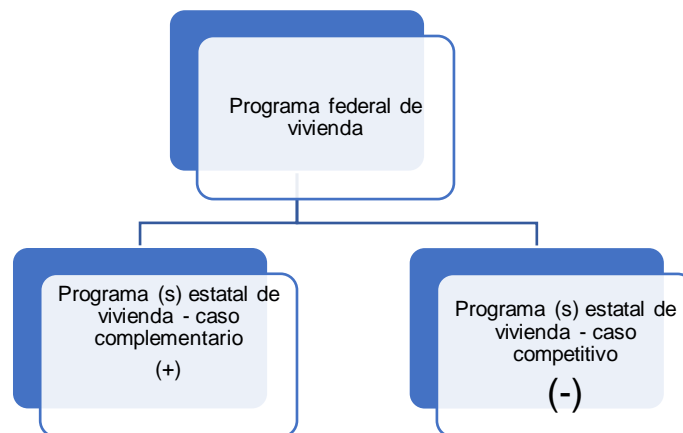 Programa federal de
vivienda
Programa (s) estatal de
vivienda - caso
complementario
(+)
Programa (s) estatal de
vivienda - caso
competitivo
(-)